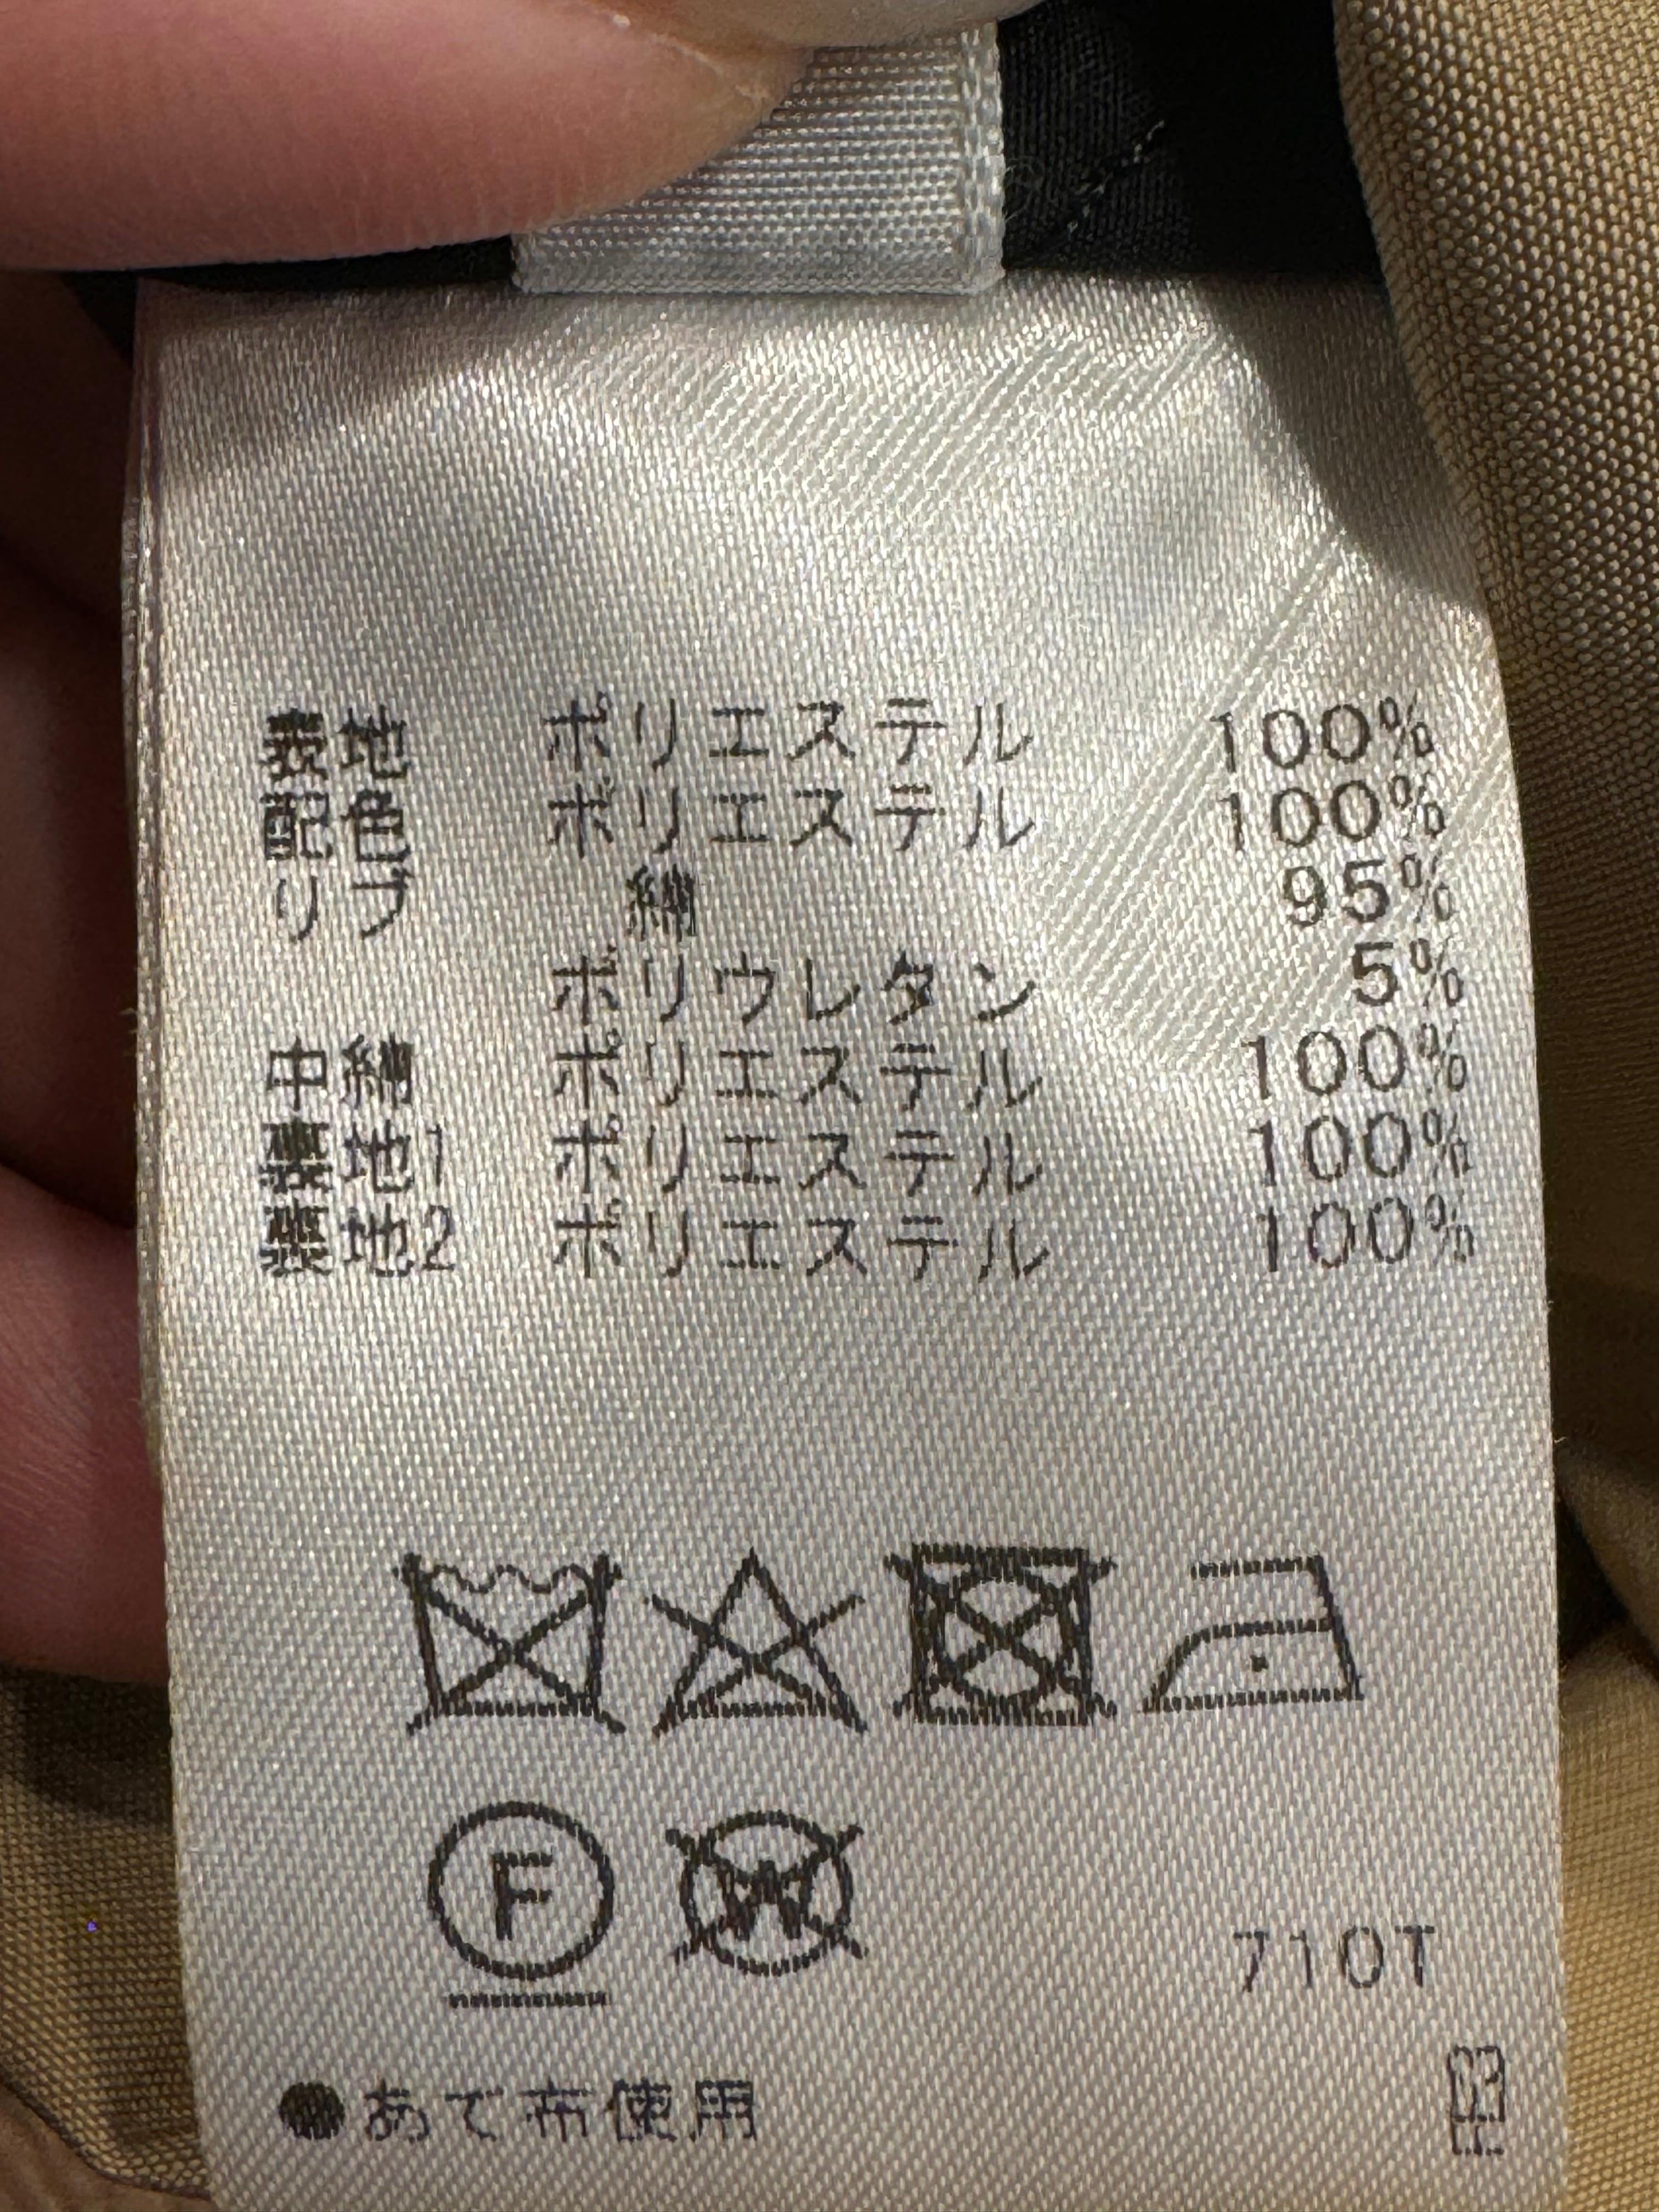 表地 ポリエステル 100%
配色 ポリエステル 100%
リブ 綿 95%
ポリウレタン 5%
中綿 ポリエステル 100%
裏地1 ポリエステル 100%
裏地2 ポリエステル 100%
F W
710T
●あて布使用